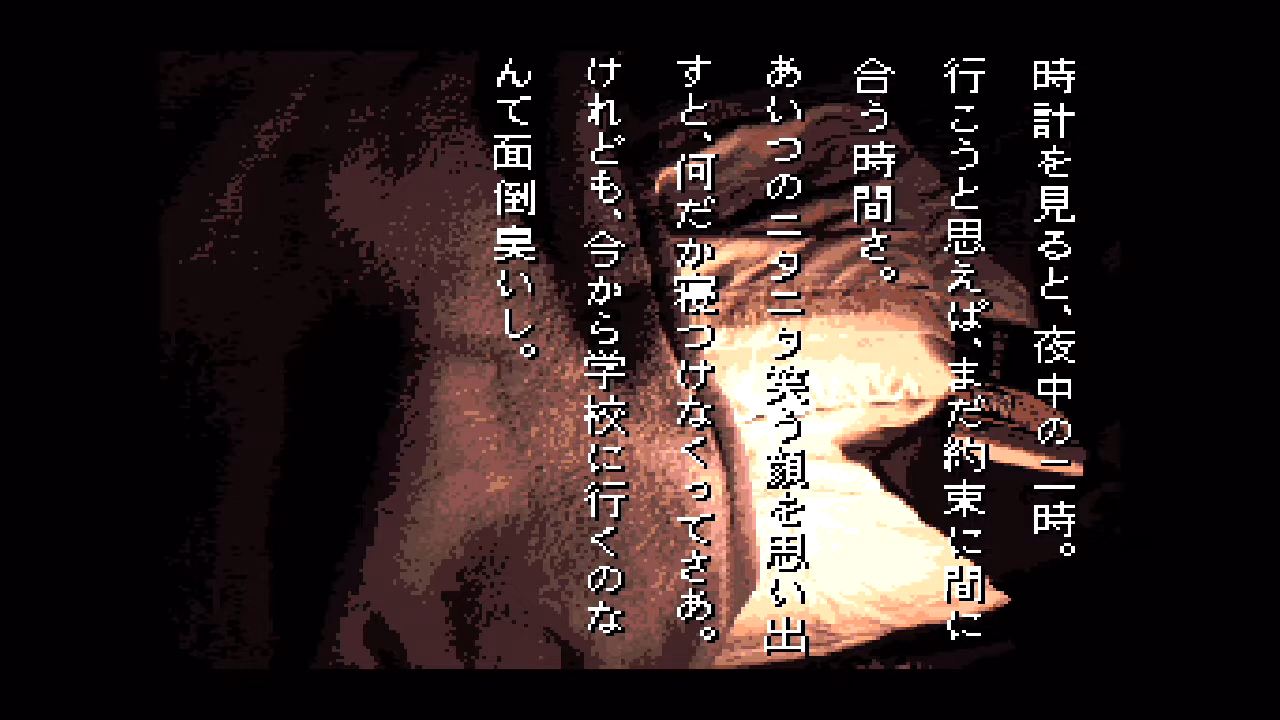 時計を見ると、夜中の二時。
行こうと思えば、まだ約束に間に
合う時間さ。
あいつのニタニタ笑う顔を思い出
すと、何だか寝つけなくってさあ。
けれども、今から学校に行くのな
んて面倒臭いし。